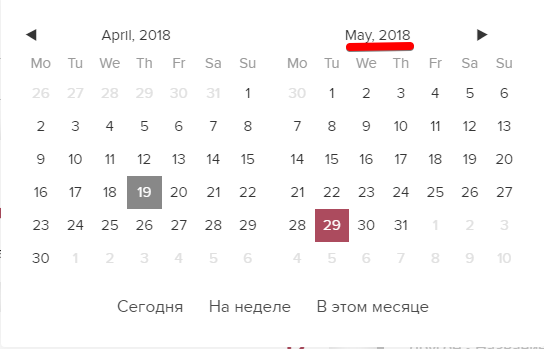 April, 2018 May, 2018
Mo Tu We Th Fr Sa Su Mo Tu We Th Fr Sa Su
26 27 28 29 30 31 1 30 1 2 3 4 5 6
2 3 4 5 6 7 8 7 8 9 10 11 12 13
9 10 11 12 13 14 15 14 15 16 17 18 19 20
16 17 18 19 20 21 22 21 22 23 24 25 26 27
23 24 25 26 27 28 29 28 29 30 31 1 2 3
30 1 2 3 4 5 6 4 5 6 7 8 9 10
Сегодня На неделе В этом месяце